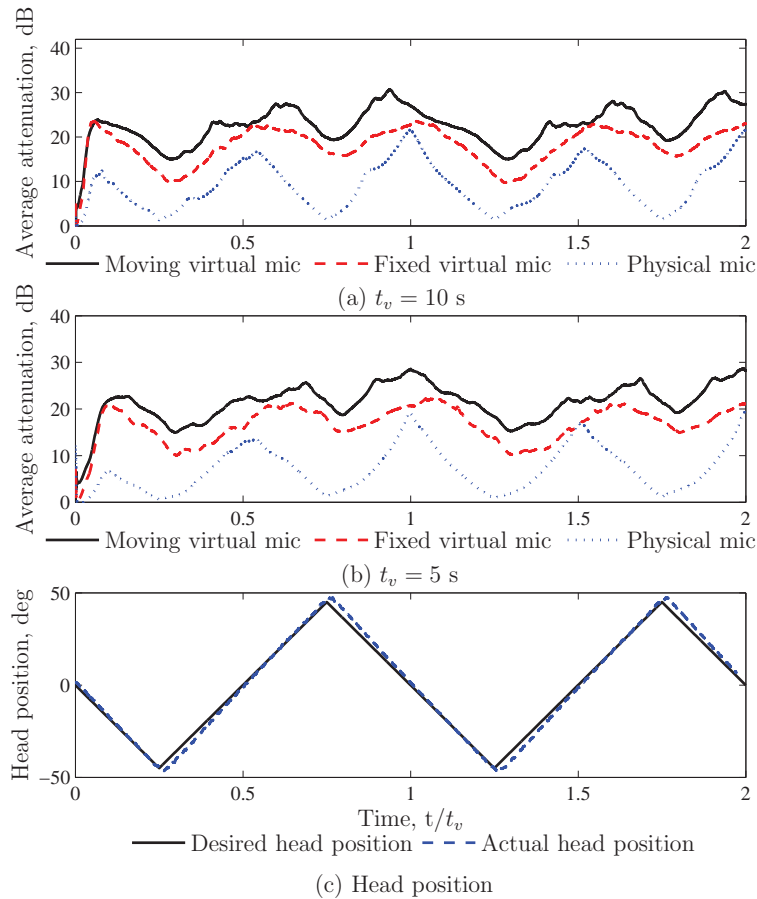 Average attenuation, dB
40
30
20
10
0
0 0.5 1 1.5 2
Moving virtual mic Fixed virtual mic Physical mic
(a) t_v = 10 s
Average attenuation, dB
40
30
20
10
0
0 0.5 1 1.5 2
Moving virtual mic Fixed virtual mic Physical mic
(b) t_v = 5 s
Head position, deg
50
0
−50
0 0.5 1 1.5 2
Time, t/t_v
Desired head position Actual head position
(c) Head position